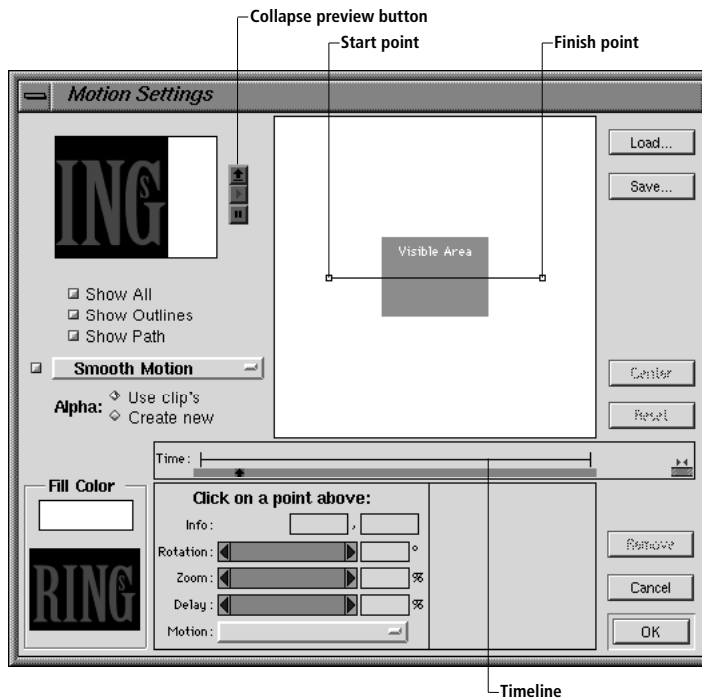 Collapse preview button
Start point
Finish point
Motion Settings
INGS
Load...
Save...
Visible Area
Show All
Show Outlines
Show Path
Smooth Motion
Alpha:
Use clip's
Create new
Center
Reset
Time:
Fill Color
RINGS
Click on a point above:
Info: ,
Rotation: °
Zoom: %
Delay: %
Motion:
Remove
Cancel
OK
Timeline